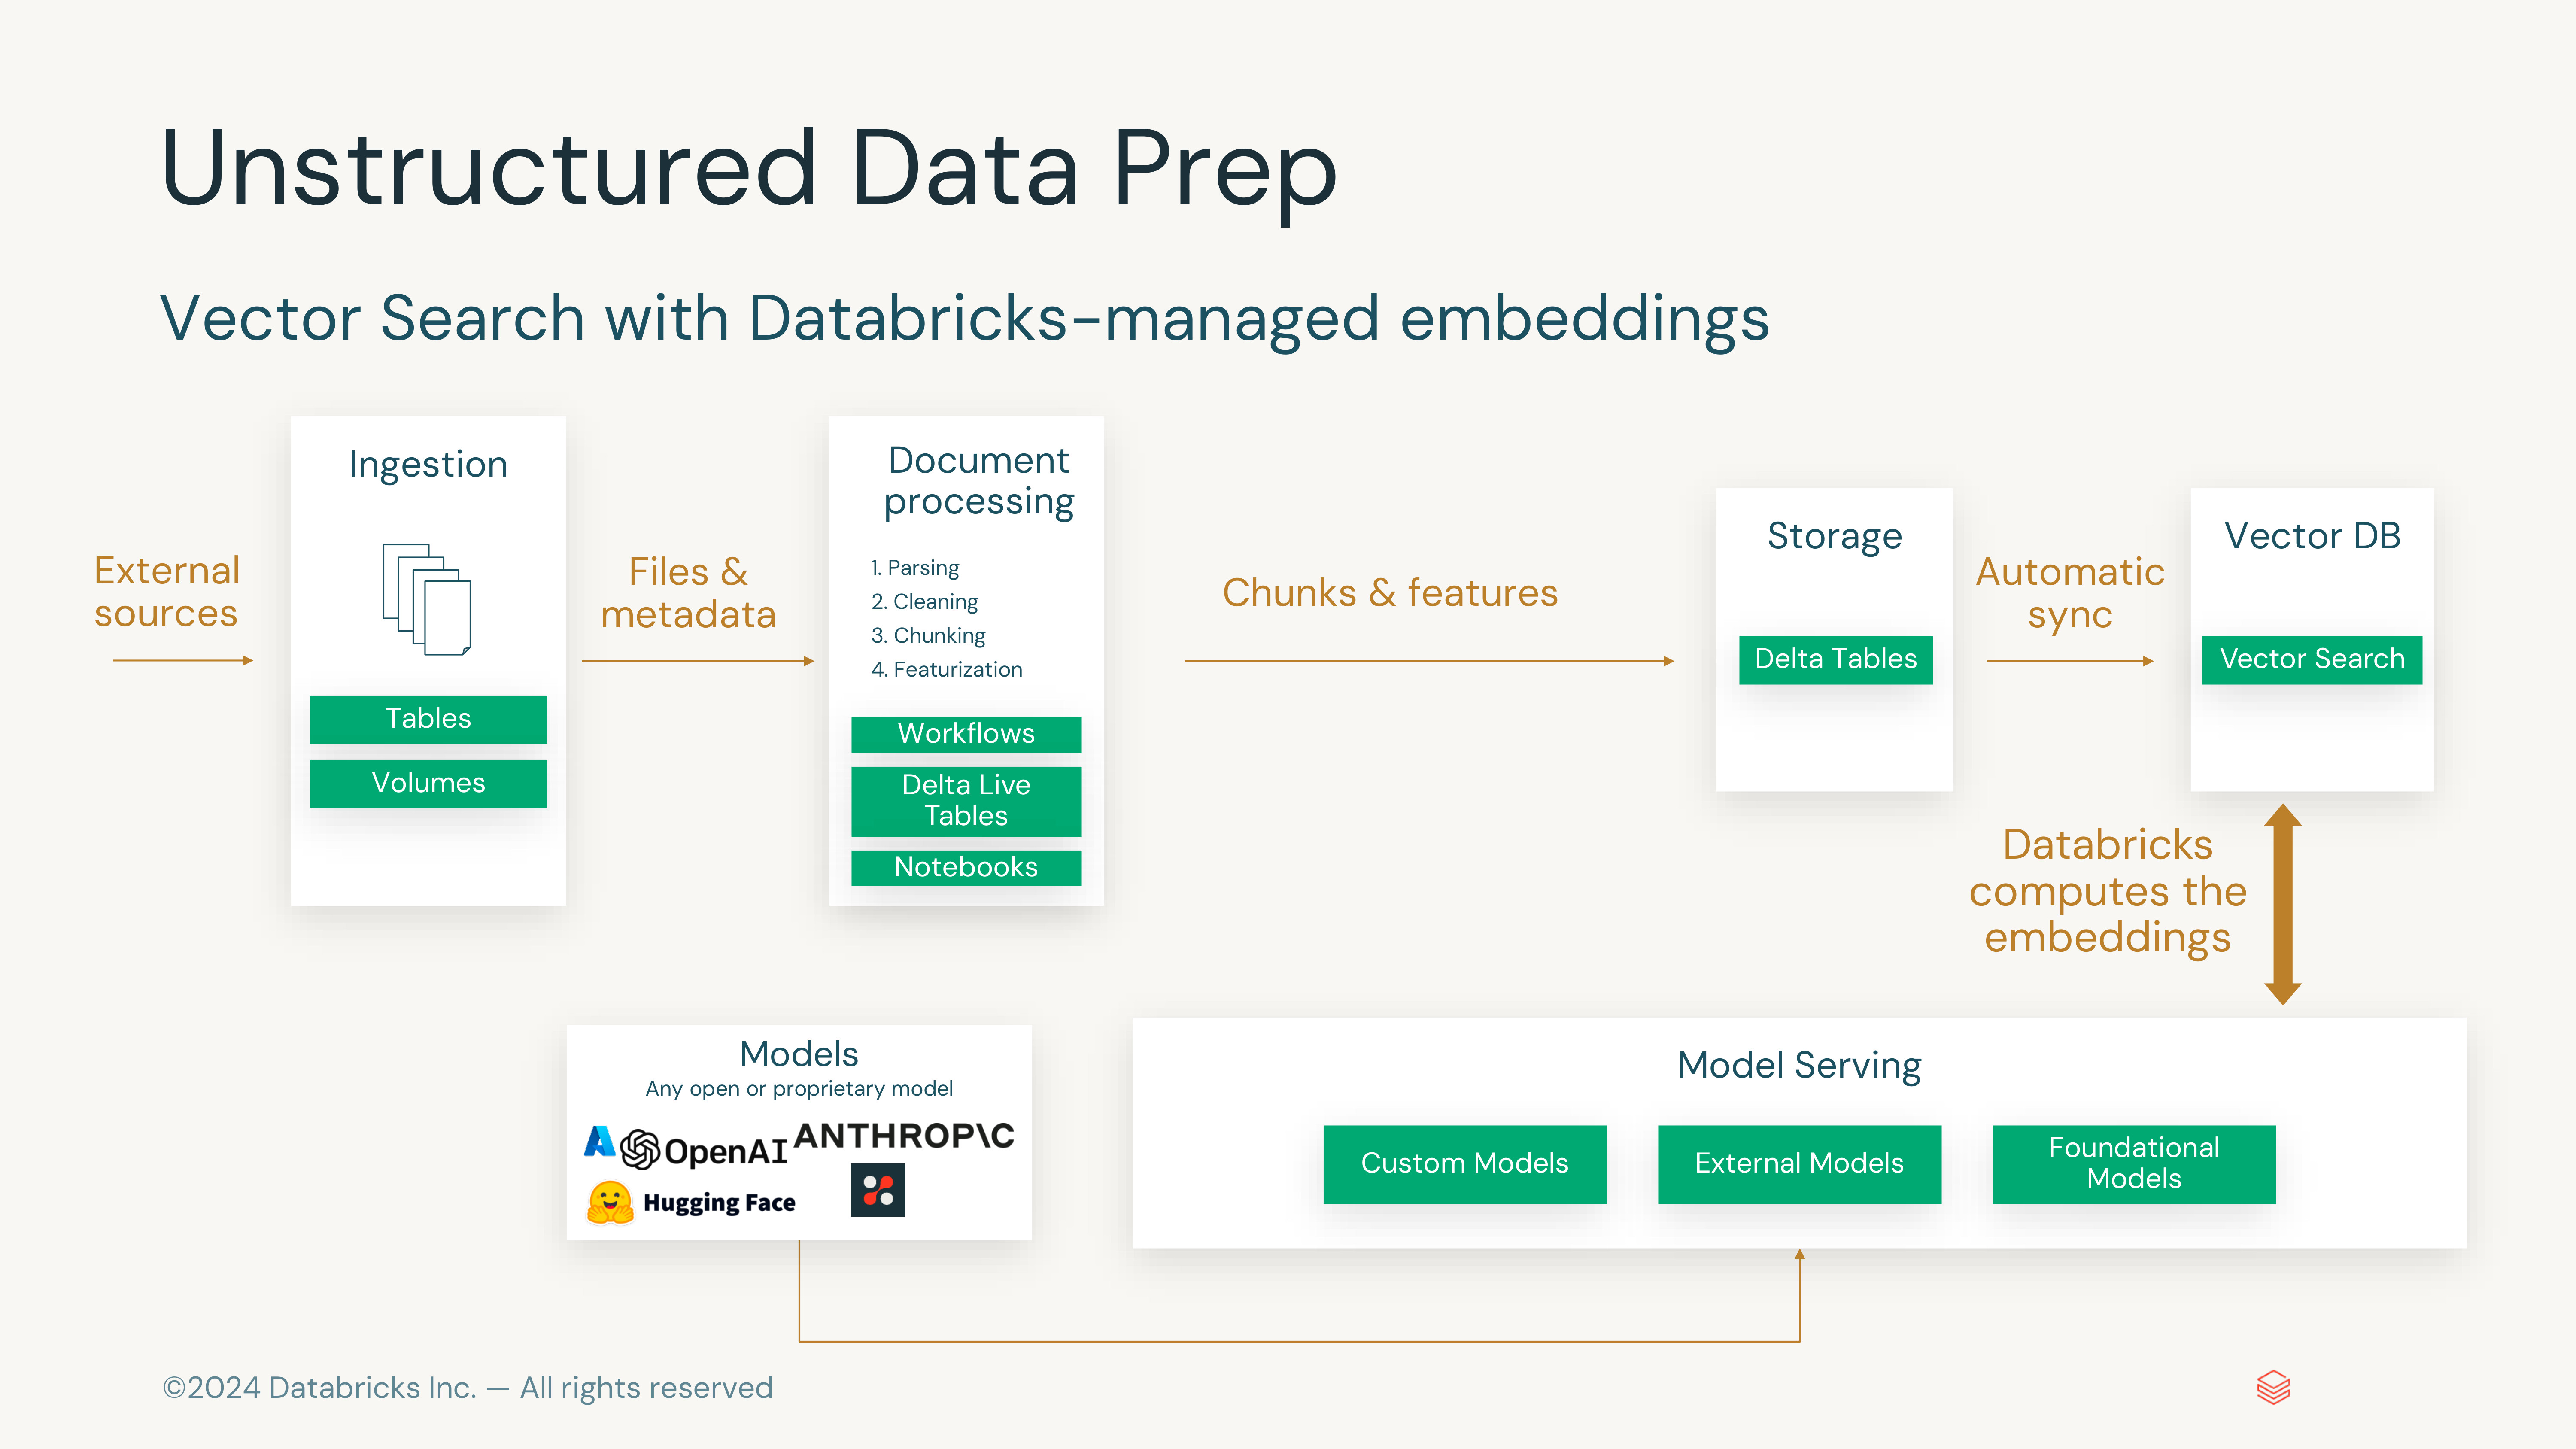 Unstructured Data Prep
Vector Search with Databricks-managed embeddings
External
sources
Ingestion
Tables
Volumes
Files &
metadata
Document
processing
1. Parsing
2. Cleaning
3. Chunking
4. Featurization
Workflows
Delta Live
Tables
Notebooks
Chunks & features
Storage
Delta Tables
Automatic
sync
Vector DB
Vector Search
Databricks
computes the
embeddings
Models
Any open or proprietary model
OpenAI
ANTHROP\C
Hugging Face
Model Serving
Custom Models
External Models
Foundational
Models
©2024 Databricks Inc. — All rights reserved